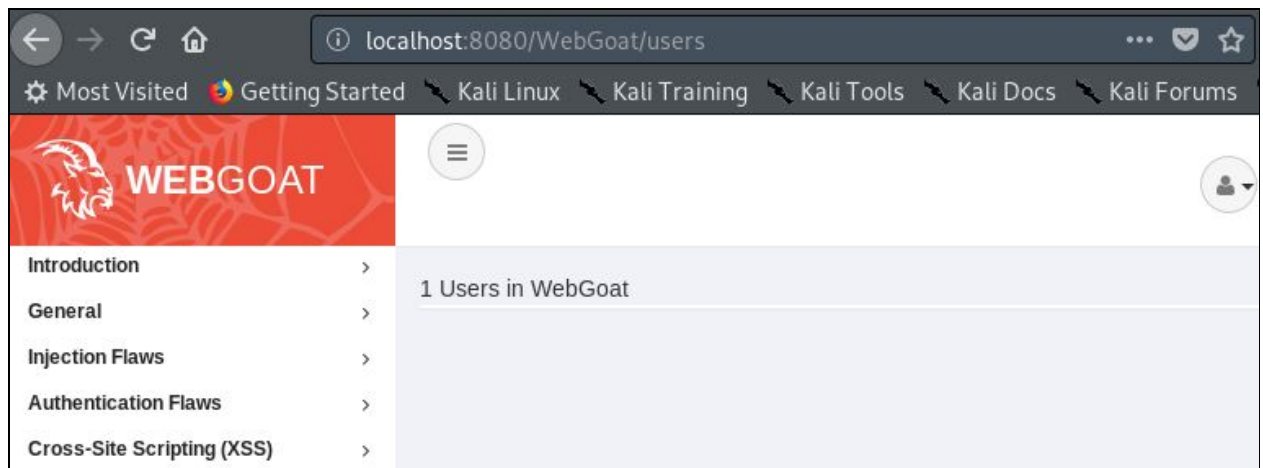 localhost:8080/WebGoat/users
Most Visited Getting Started Kali Linux Kali Training Kali Tools Kali Docs Kali Forums
WEBGOAT
Introduction
1 Users in WebGoat
General
Injection Flaws
Authentication Flaws
Cross-Site Scripting (XSS)